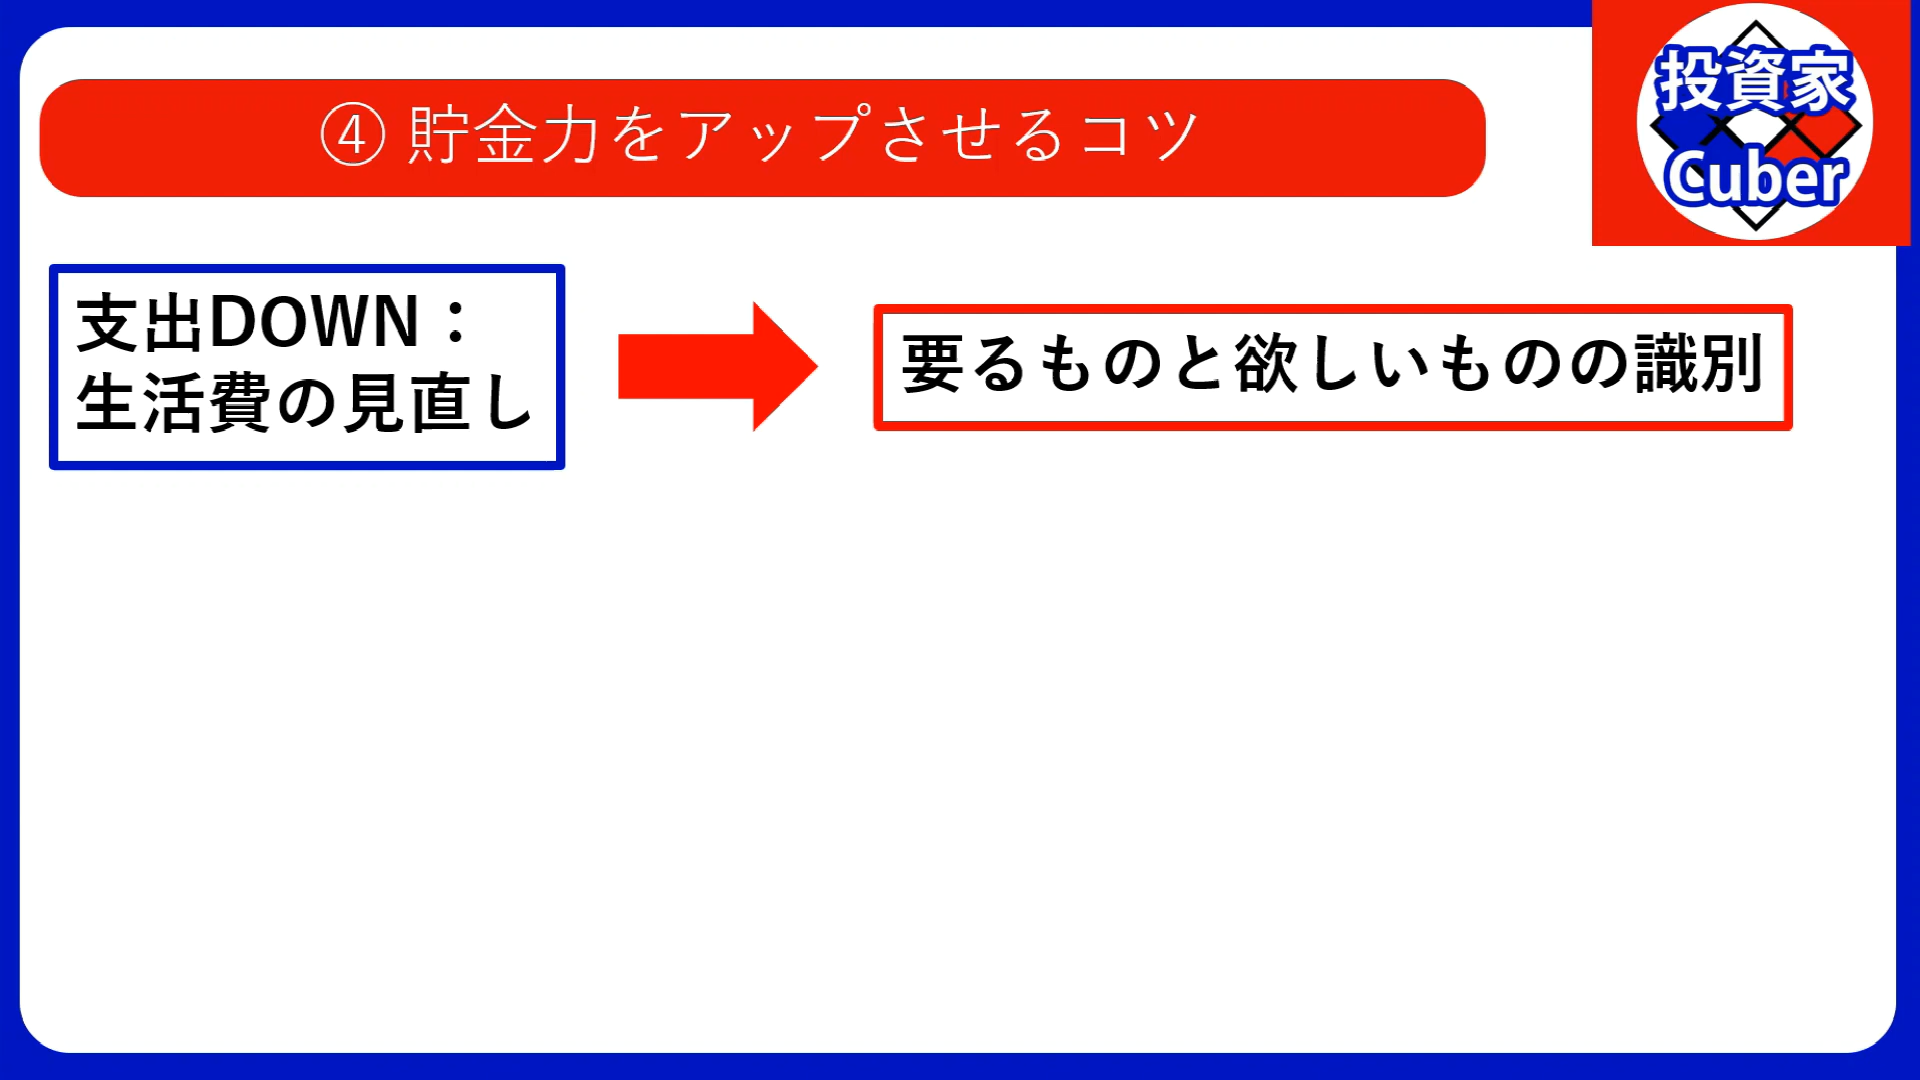 ④ 貯金力をアップさせるコツ
投資家
Cuber
支出DOWN：
生活費の見直し
要るものと欲しいものの識別